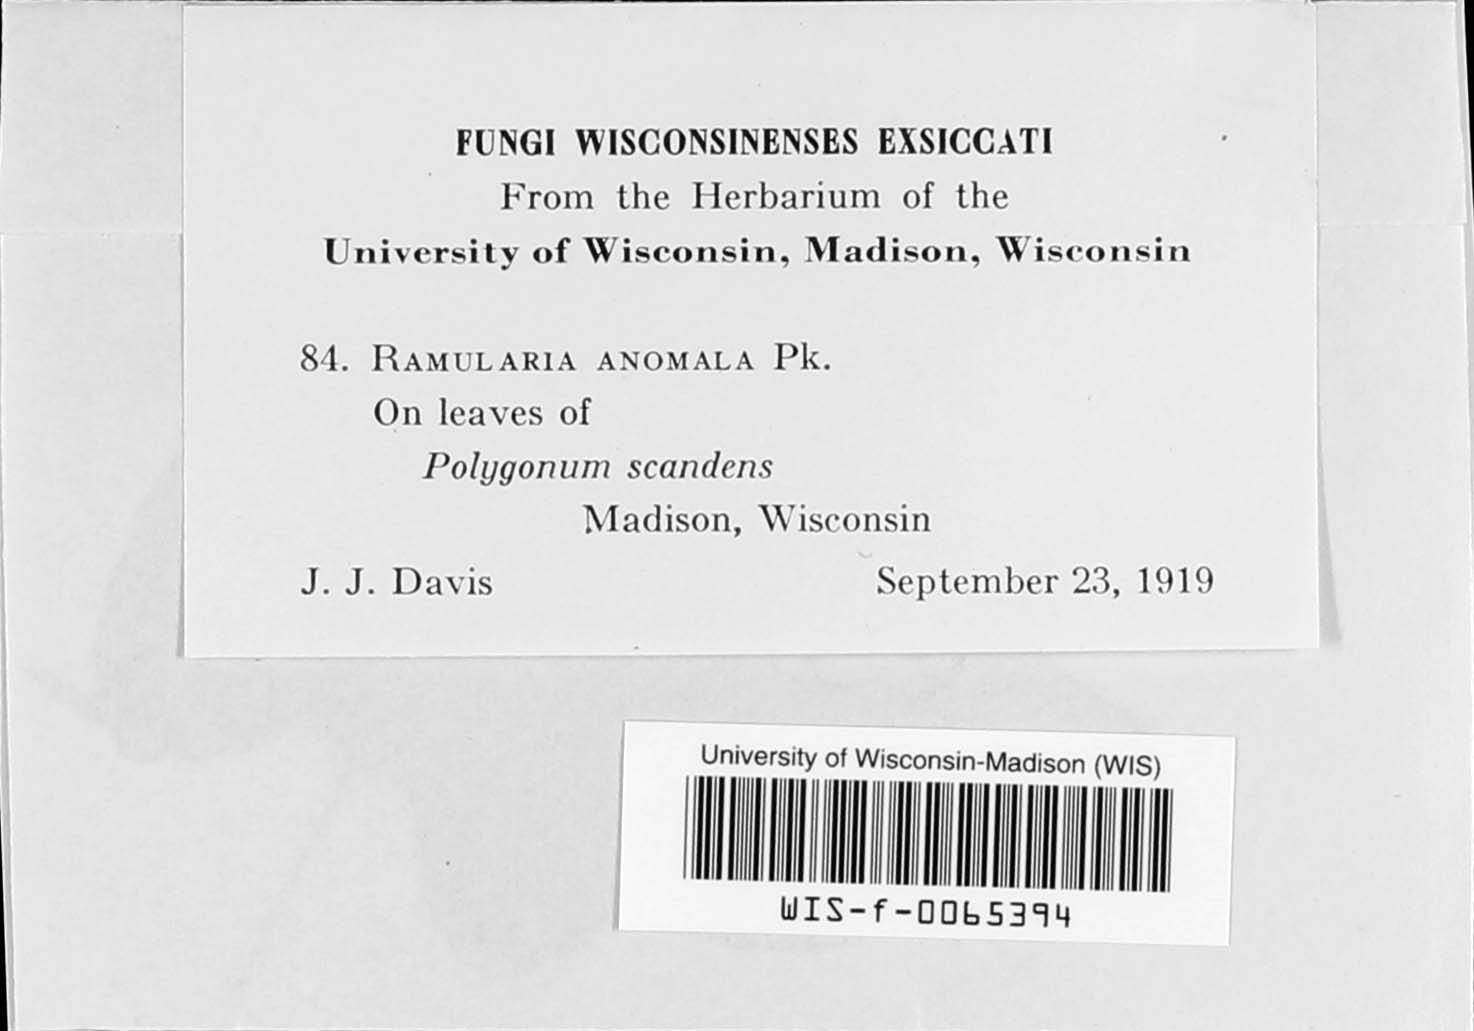 FUNGI WISCONSINENSES EXSICCATI
From the Herbarium of the
University of Wisconsin, Madison, Wisconsin
84. RAMULARIA ANOMALA Pk.
On leaves of
Polygonum scandens
Madison, Wisconsin
J. J. Davis September 23, 1919
University of Wisconsin-Madison (WIS)
WIS-f-0065394